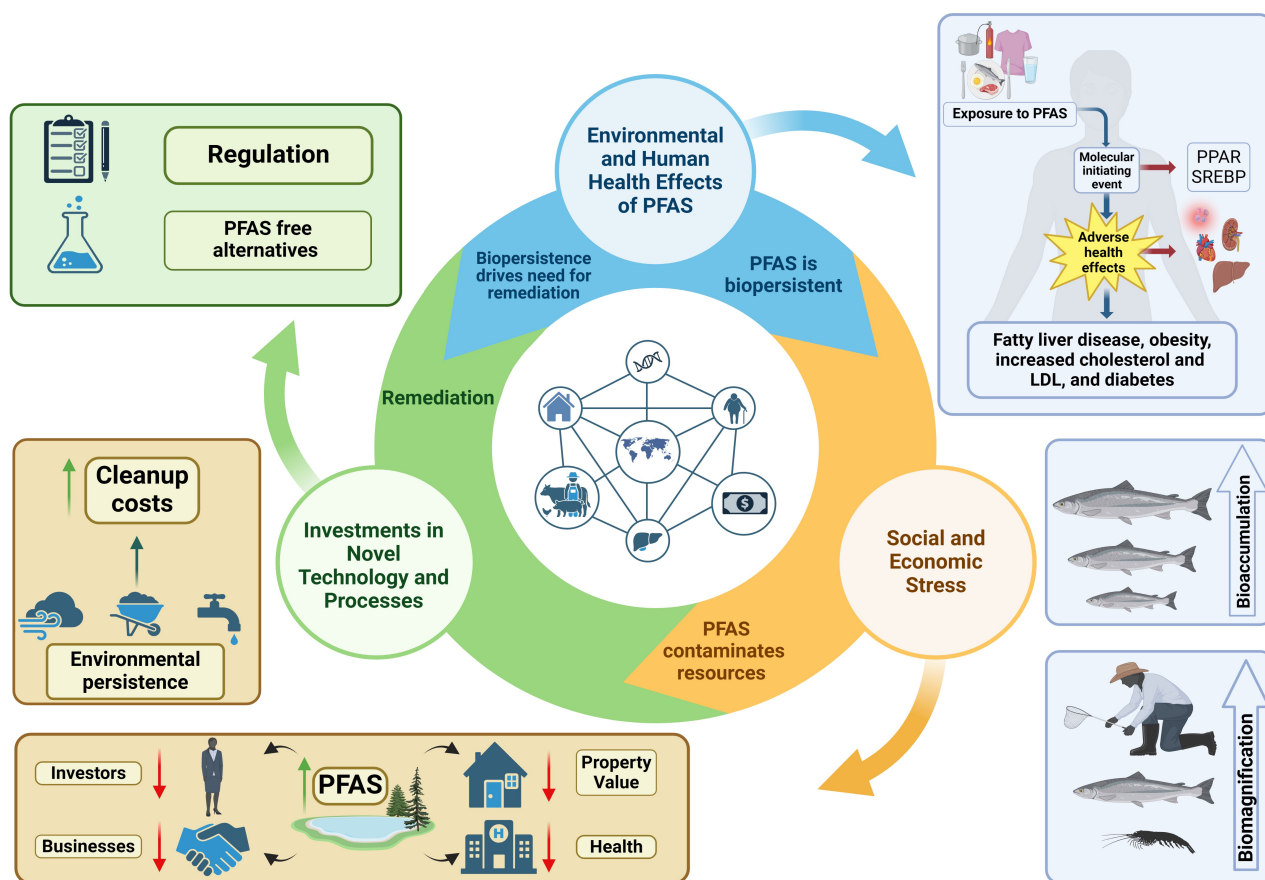 Regulation
PFAS free
alternatives
Environmental
and Human
Health Effects
of PFAS
Exposure to PFAS
Molecular
initiating
event
PPAR
SREBP
Adverse
health
effects
Fatty liver disease, obesity,
increased cholesterol and
LDL, and diabetes
Biopersistence
drives need for
remediation
PFAS is
biopersistent
Remediation
Cleanup
costs
Environmental
persistence
Investments in
Novel
Technology and
Processes
$
Social and
Economic
Stress
PFAS
contaminates
resources
Bioaccumulation
Biomagnification
Investors
Businesses
PFAS
H
Property
Value
Health